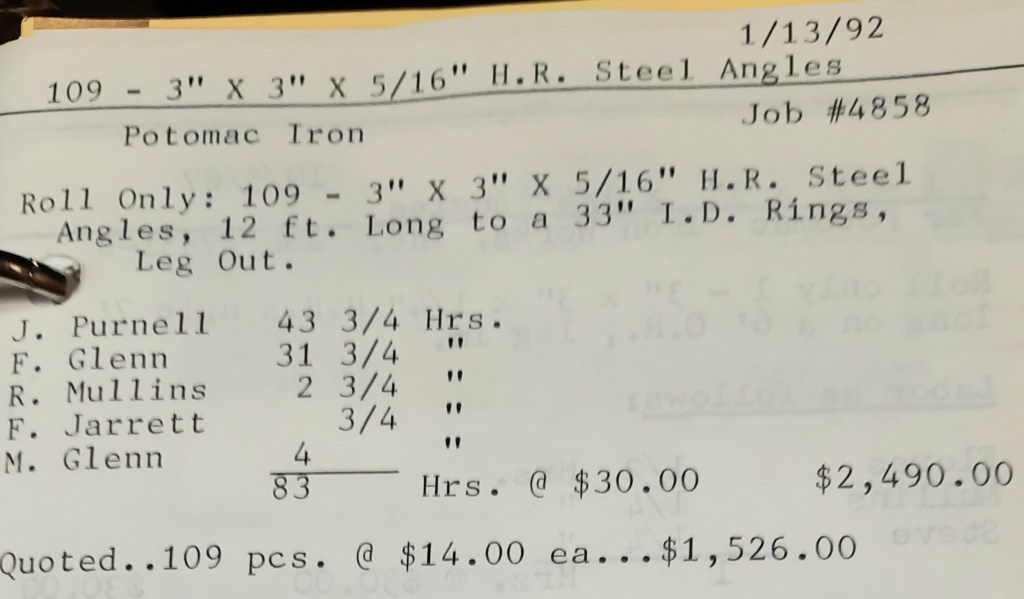 1/13/92
109 - 3" X 3" X 5/16" H.R. Steel Angles
Potomac Iron Job #4858
Roll Only: 109 - 3" X 3" X 5/16" H.R. Steel
Angles, 12 ft. Long to a 33" I.D. Rings,
Leg Out.
J. Purnell 43 3/4 Hrs.
F. Glenn 31 3/4 "
R. Mullins 2 3/4 "
F. Jarrett 3/4 "
M. Glenn 4 "
83 Hrs. @ $30.00 $2,490.00
Quoted..109 pcs. @ $14.00 ea...$1,526.00